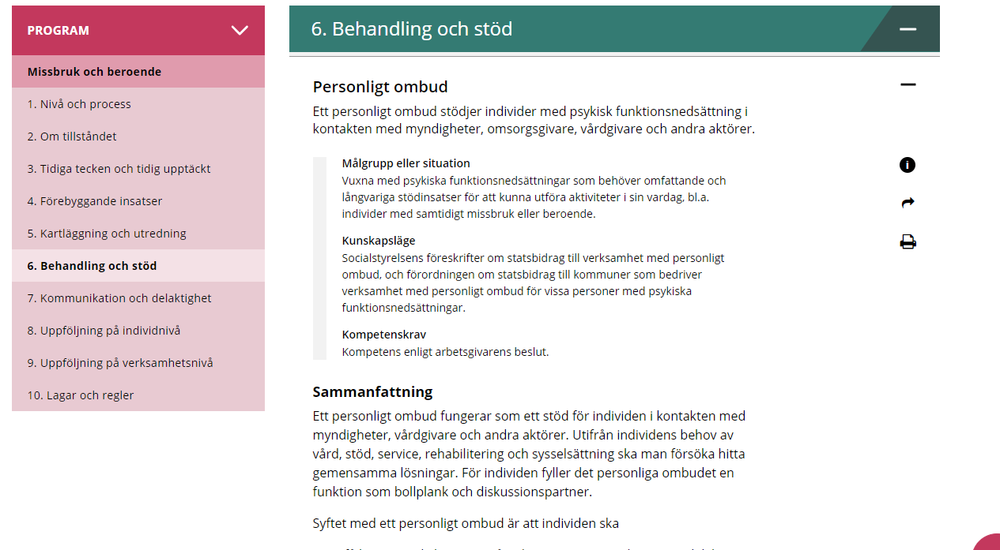 PROGRAM
Missbruk och beroende
1. Nivå och process
2. Om tillståndet
3. Tidiga tecken och tidig upptäckt
4. Förebyggande insatser
5. Kartläggning och utredning
6. Behandling och stöd
7. Kommunikation och delaktighet
8. Uppföljning på individnivå
9. Uppföljning på verksamhetsnivå
10. Lagar och regler
6. Behandling och stöd
Personligt ombud
Ett personligt ombud stödjer individer med psykisk funktionsnedsättning i
kontakten med myndigheter, omsorgsgivare, vårdgivare och andra aktörer.
Målgrupp eller situation
Vuxna med psykiska funktionsnedsättningar som behöver omfattande och
långvariga stödinsatser för att kunna utföra aktiviteter i sin vardag, bl.a.
individer med samtidigt missbruk eller beroende.
Kunskapsläge
Socialstyrelsens föreskrifter om statsbidrag till verksamhet med personligt
ombud, och förordningen om statsbidrag till kommuner som bedriver
verksamhet med personligt ombud för vissa personer med psykiska
funktionsnedsättningar.
Kompetenskrav
Kompetens enligt arbetsgivarens beslut.
Sammanfattning
Ett personligt ombud fungerar som ett stöd för individen i kontakten med
myndigheter, vårdgivare och andra aktörer. Utifrån individens behov av
vård, stöd, service, rehabilitering och sysselsättning ska man försöka hitta
gemensamma lösningar. För individen fyller det personliga ombudet en
funktion som bollplank och diskussionspartner.
Syftet med ett personligt ombud är att individen ska